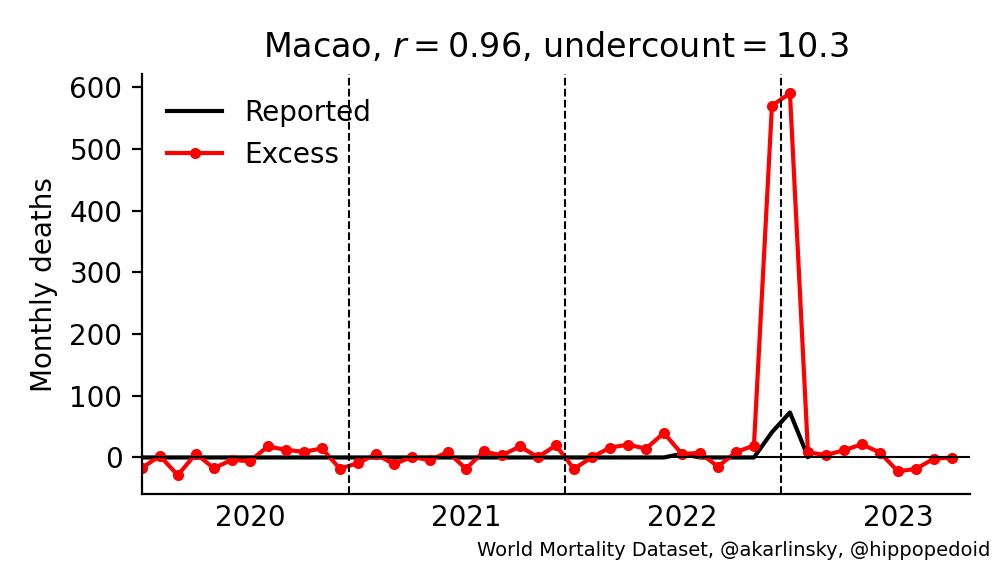 Macao, r = 0.96, undercount = 10.3
600
500
400
300
200
100
0
Monthly deaths
Reported
Excess
2020 2021 2022 2023
World Mortality Dataset, @akarlinsky, @hippopedoid